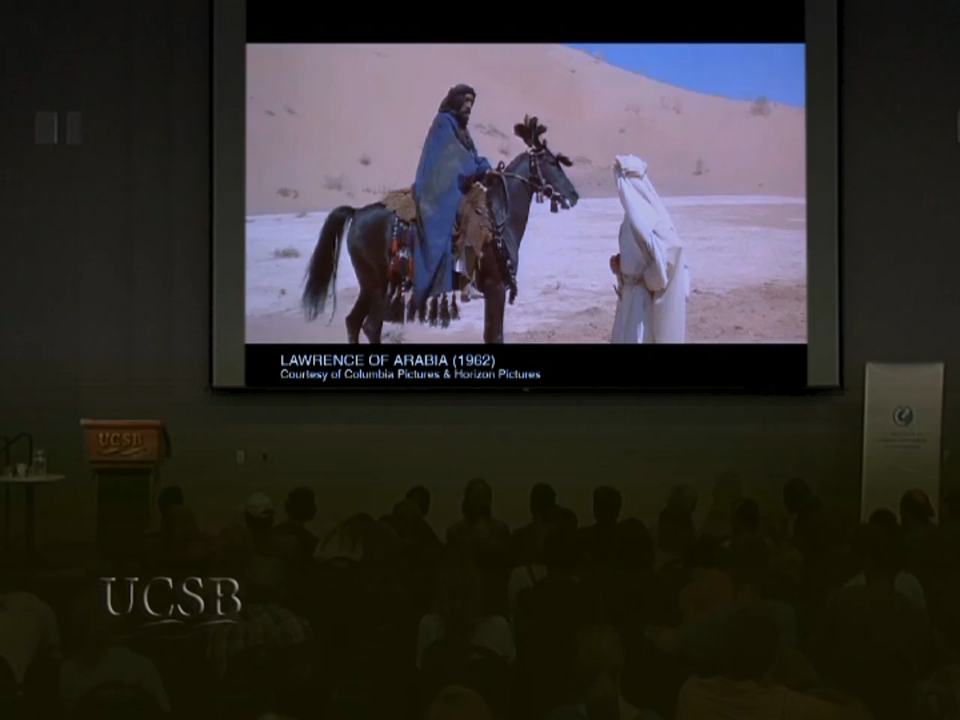 LAWRENCE OF ARABIA (1962)
Courtesy of Columbia Pictures & Horizon Pictures
UCSB
UCSB